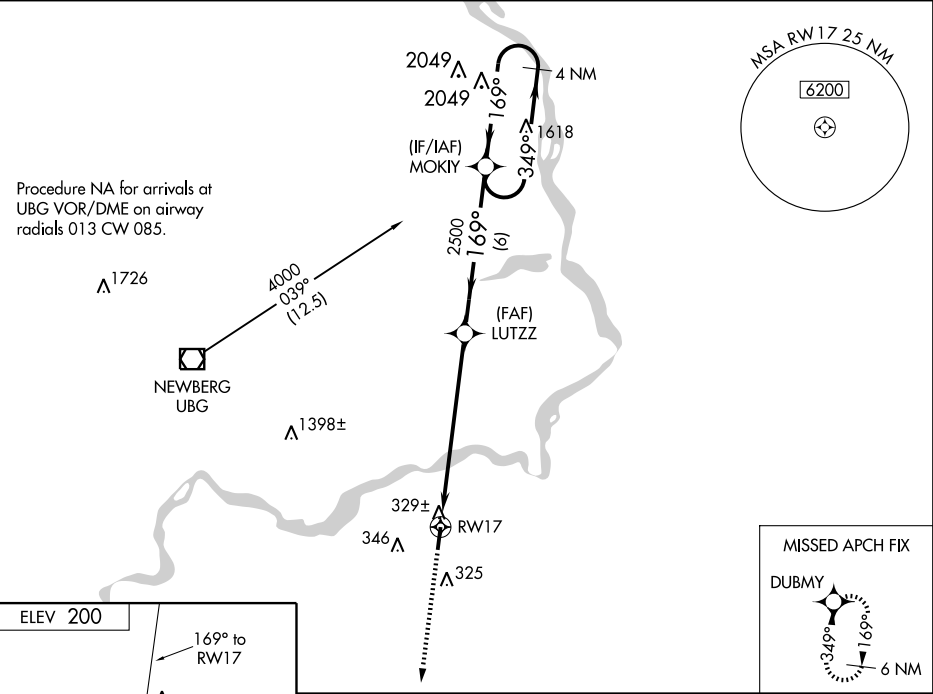 MSA RW17 25 NM
6200
2049
2049
4 NM
169°
349°
1618
(IF/IAF)
MOKIY
Procedure NA for arrivals at
UBG VOR/DME on airway
radials 013 CW 085.
2500
169°
(6)
1726
4000
039°
(12.5)
(FAF)
LUTZZ
NEWBERG
UBG
1398±
329±
RW17
346
325
MISSED APCH FIX
DUBMY
349°
169°
6 NM
ELEV 200
169° to
RW17